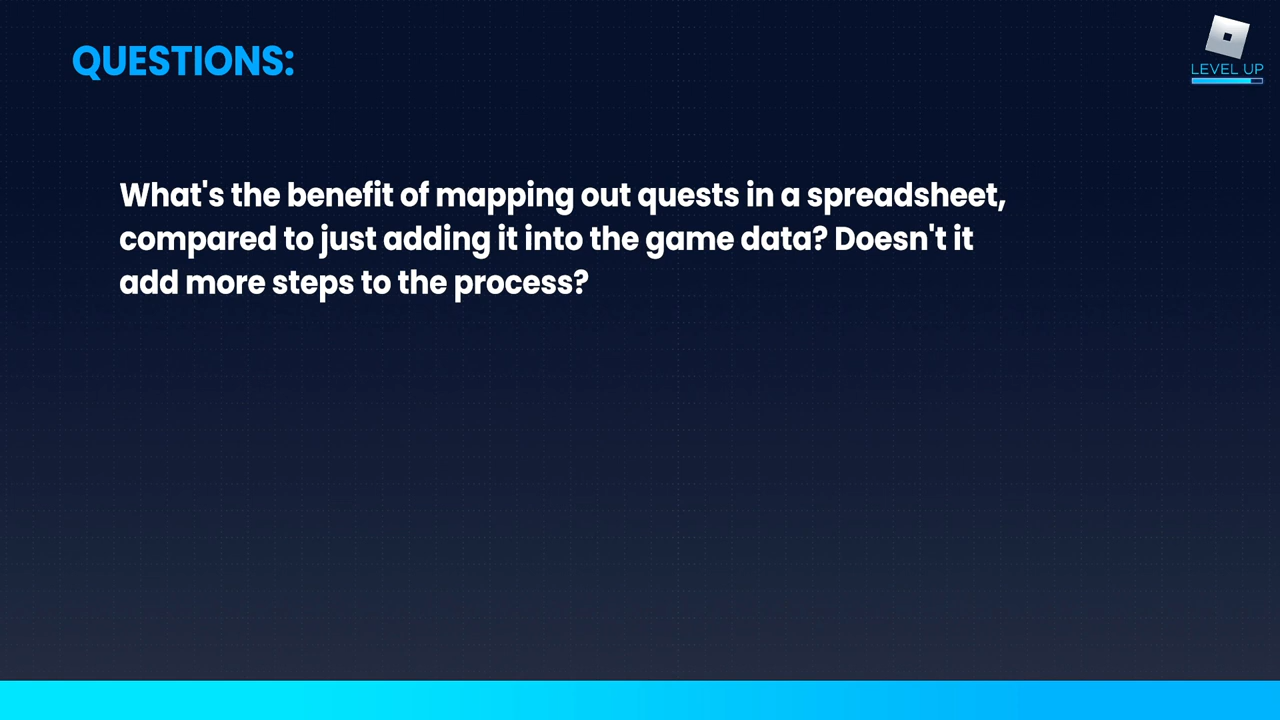 QUESTIONS:
LEVEL UP
What's the benefit of mapping out quests in a spreadsheet,
compared to just adding it into the game data? Doesn't it
add more steps to the process?